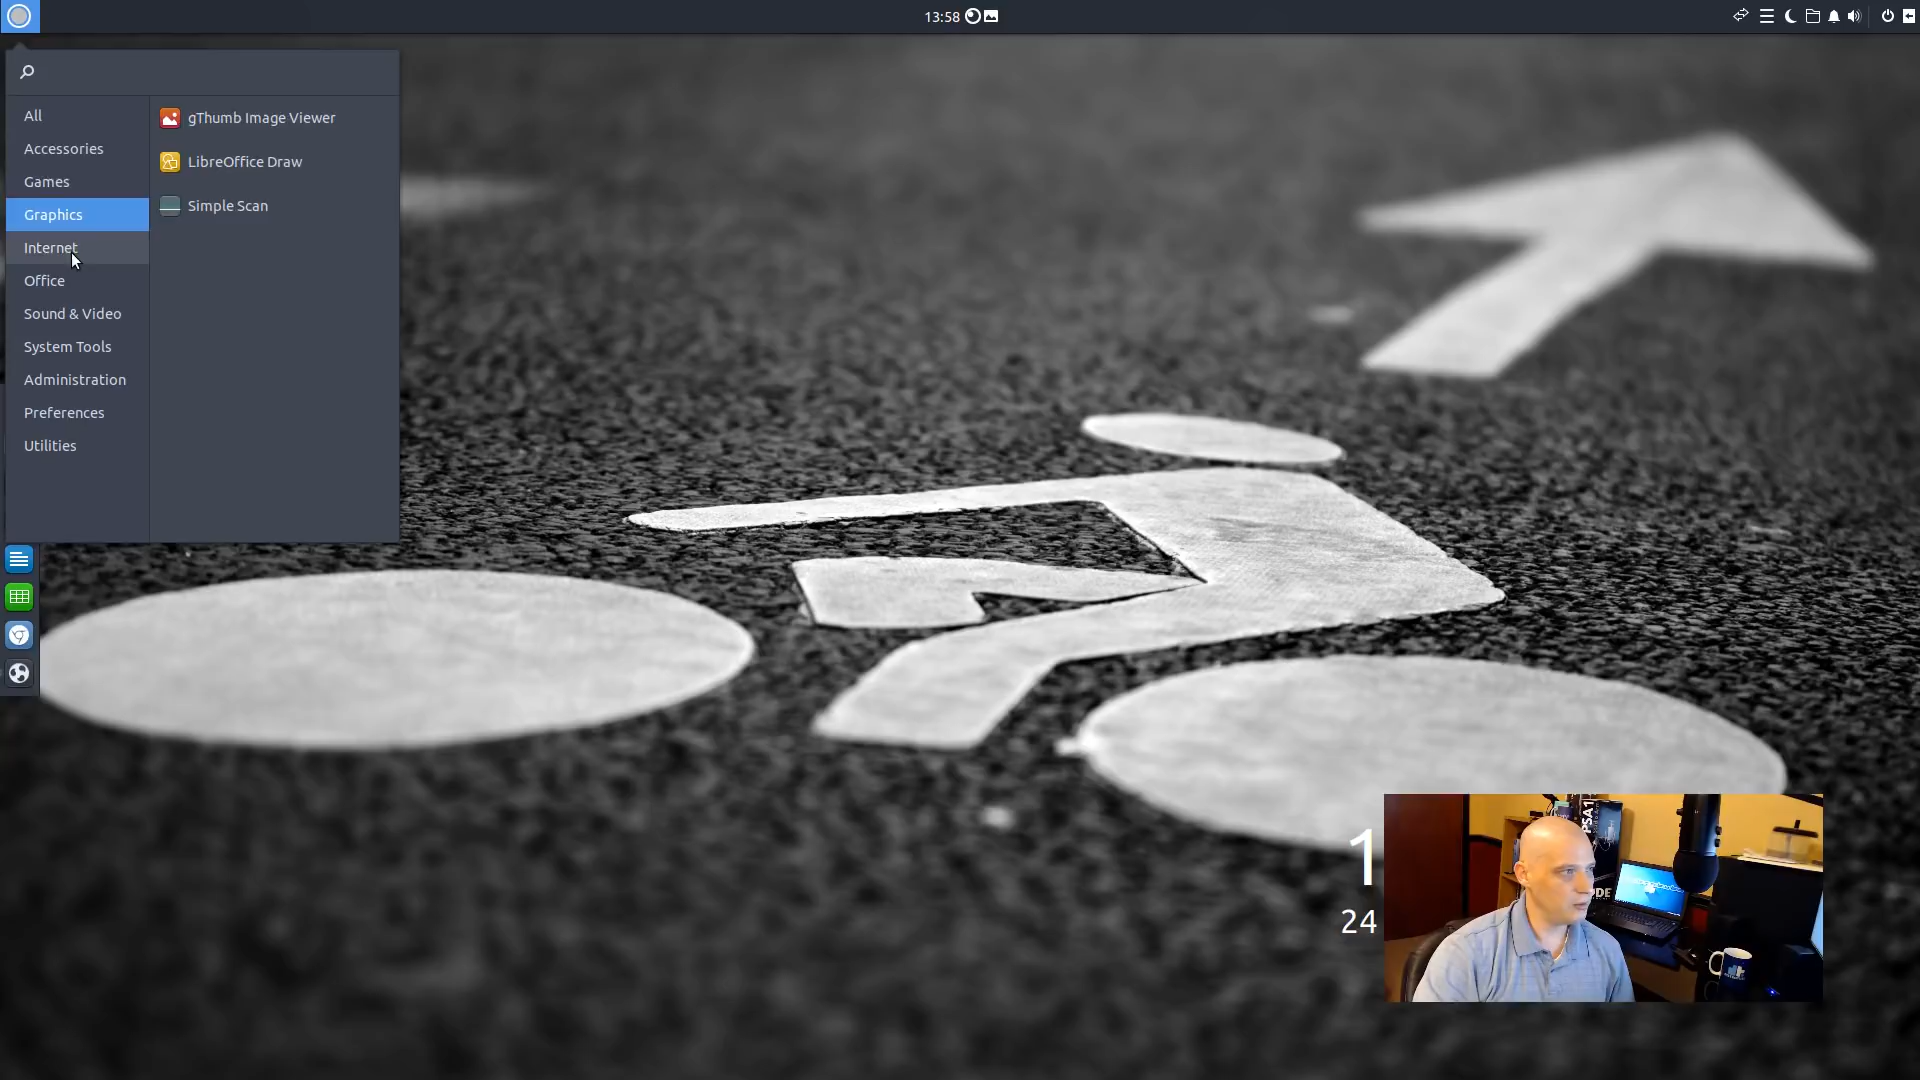 13:58
All
Accessories
Games
Graphics
Internet
Office
Sound & Video
System Tools
Administration
Preferences
Utilities
gThumb Image Viewer
LibreOffice Draw
Simple Scan
1
24
PSA1